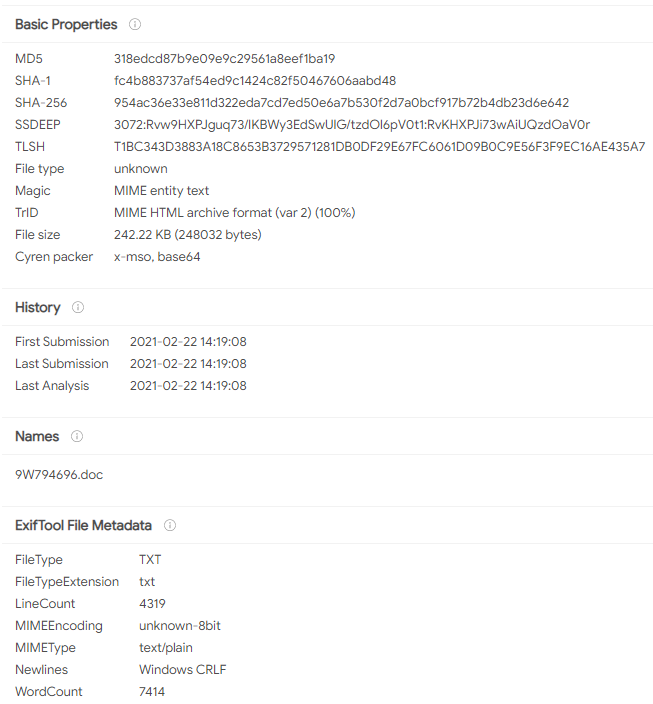 Basic Properties
MD5 318edcd87b9e09e9c29561a8eef1ba19
SHA-1 fc4b883737af54ed9c1424c82f50467606aabd48
SHA-256 954ac36e33e811d322eda7cd7ed50e6a7b530f2d7a0bcf917b72b4db23d6e642
SSDEEP 3072:Rvw9HXPJguq73/IKBWy3EdSwUlG/tzdOl6pV0t1:RvKHXPJi73wAiUQzdOaV0r
TLSH T1BC343D3883A18C8653B3729571281DB0DF29E67FC6061D09B0C9E56F3F9EC16AE435A7
File type unknown
Magic MIME entity text
TrID MIME HTML archive format (var 2) (100%)
File size 242.22 KB (248032 bytes)
Cyren packer x-mso, base64
History
First Submission 2021-02-22 14:19:08
Last Submission 2021-02-22 14:19:08
Last Analysis 2021-02-22 14:19:08
Names
9W794696.doc
ExifTool File Metadata
FileType TXT
FileTypeExtension txt
LineCount 4319
MIMEEncoding unknown-8bit
MIMEType text/plain
Newlines Windows CRLF
WordCount 7414